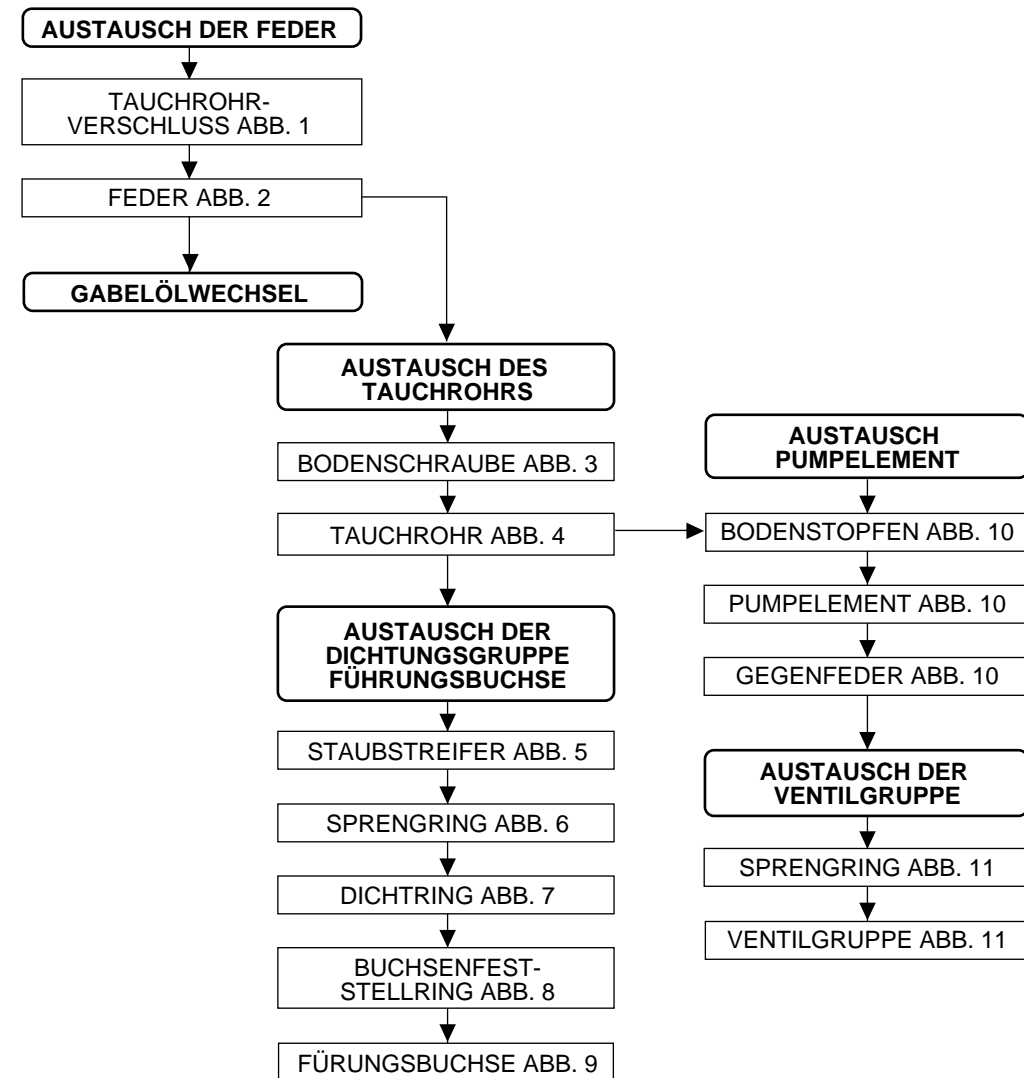 AUSTAUSCH DER FEDER
TAUCHROHR-
VERSCHLUSS ABB. 1
FEDER ABB. 2
GABELÖLWECHSEL
AUSTAUSCH DES
TAUCHROHRS
BODENSCHRAUBE ABB. 3
TAUCHROHR ABB. 4
AUSTAUSCH DER
DICHTUNGSGRUPPE
FÜHRUNGSBUCHSE
STAUBSTREIFER ABB. 5
SPRENGRING ABB. 6
DICHTRING ABB. 7
BUCHSENFEST-
STELLRING ABB. 8
FÜRUNGSBUCHSE ABB. 9
AUSTAUSCH
PUMPELEMENT
BODENSTOPFEN ABB. 10
PUMPELEMENT ABB. 10
GEGENFEDER ABB. 10
AUSTAUSCH DER
VENTILGRUPPE
SPRENGRING ABB. 11
VENTILGRUPPE ABB. 11